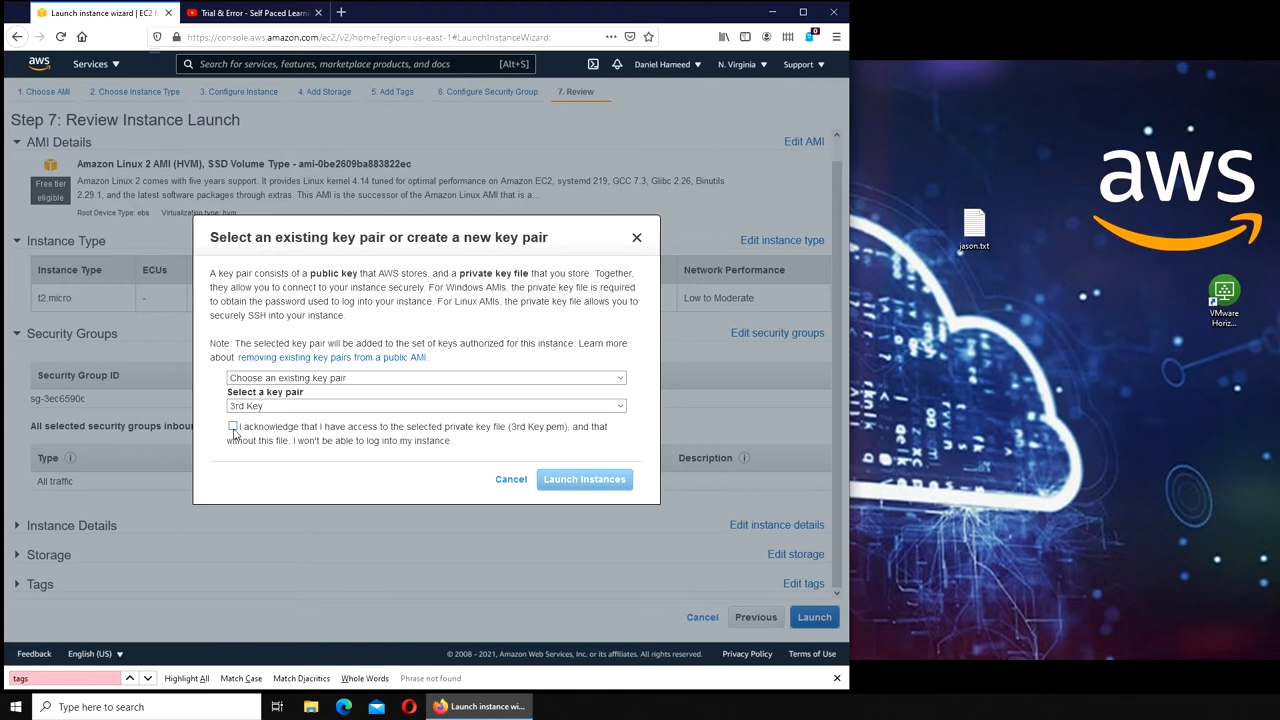 Launch instance wizard | EC2 M
Trial & Error - Self Paced Learni
https://console.aws.amazon.com/ec2/v2/home?region=us-east-1#LaunchInstanceWizard:
0
aws
Services
Search for services, features, marketplace products, and docs
[Alt+S]
Daniel Hameed
N. Virginia
Support
1. Choose AMI
2. Choose Instance Type
3. Configure Instance
4. Add Storage
5. Add Tags
6. Configure Security Group
7. Review
Step 7: Review Instance Launch
AMI Details
Edit AMI
Amazon Linux 2 AMI (HVM), SSD Volume Type - ami-0be2609ba883822ec
Free tier
eligible
Amazon Linux 2 comes with five years support. It provides Linux kernel 4.14 tuned for optimal performance on Amazon EC2, systemd 219, GCC 7.3, Glibc 2.26, Binutils
2.29.1, and the latest software packages through extras. This AMI is the successor of the Amazon Linux AMI that is a...
Root Device Type: ebs Virtualization type: hvm
Instance Type
Edit instance type
Instance Type
ECUs
Network Performance
t2.micro
-
Low to Moderate
Security Groups
Edit security groups
Security Group ID
sg-3ec6590c
All selected security groups inbou
Type
Description
All traffic
Instance Details
Edit instance details
Storage
Edit storage
Tags
Edit tags
Cancel
Previous
Launch
Select an existing key pair or create a new key pair
A key pair consists of a public key that AWS stores, and a private key file that you store. Together,
they allow you to connect to your instance securely. For Windows AMIs, the private key file is required
to obtain the password used to log into your instance. For Linux AMIs, the private key file allows you to
securely SSH into your instance.
Note: The selected key pair will be added to the set of keys authorized for this instance. Learn more
about removing existing key pairs from a public AMI.
Choose an existing key pair
Select a key pair
3rd Key
I acknowledge that I have access to the selected private key file (3rd Key.pem), and that
without this file, I won't be able to log into my instance.
Cancel
Launch Instances
Feedback
English (US)
© 2008 - 2021, Amazon Web Services, Inc. or its affiliates. All rights reserved.
Privacy Policy
Terms of Use
tags
Highlight All
Match Case
Match Diacritics
Whole Words
Phrase not found
Type here to search
Launch instance wi...
aws
jason.txt
VMware
Horiz...